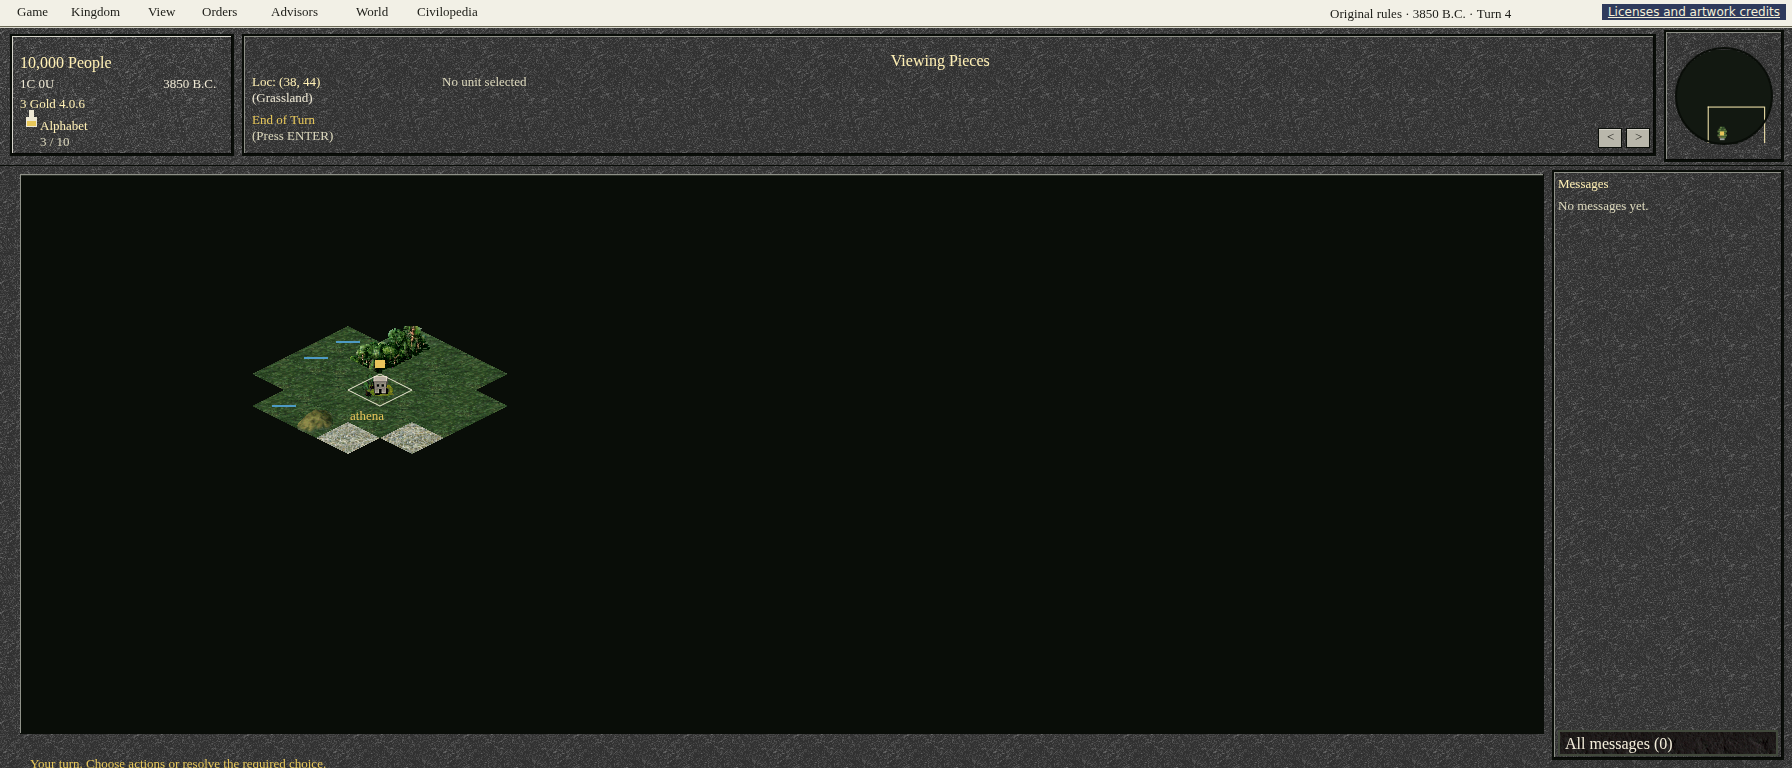 Game Kingdom View Orders Advisors World Civilopedia Original rules · 3850 B.C. · Turn 4 Licenses and artwork credits
10,000 People
1C 0U 3850 B.C.
3 Gold 4.0.6
Alphabet
3 / 10
Viewing Pieces
Loc: (38, 44) No unit selected
(Grassland)
End of Turn
(Press ENTER)
< >
Messages
No messages yet.
athena
All messages (0)
Your turn. Choose actions or resolve the required choice.